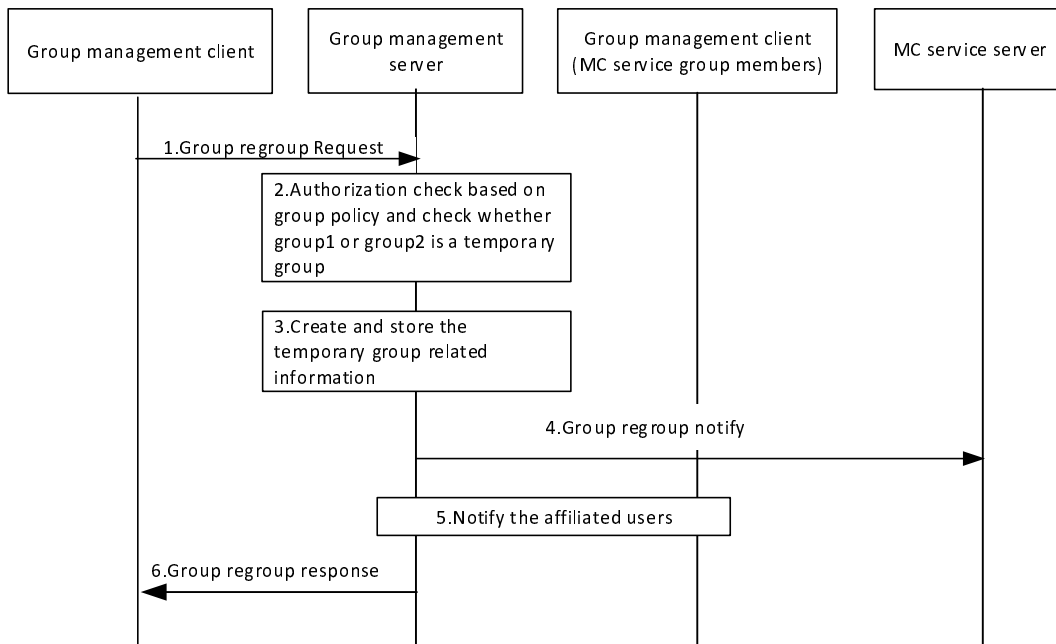 Group management client
Group management
server
Group management client
(MC service group members)
MC service server
1.Group regroup Request
2.Authorization check based on
group policy and check whether
group1 or group2 is a temporary
group
3.Create and store the
temporary group related
information
4.Group regroup notify
5.Notify the affiliated users
6.Group regroup response